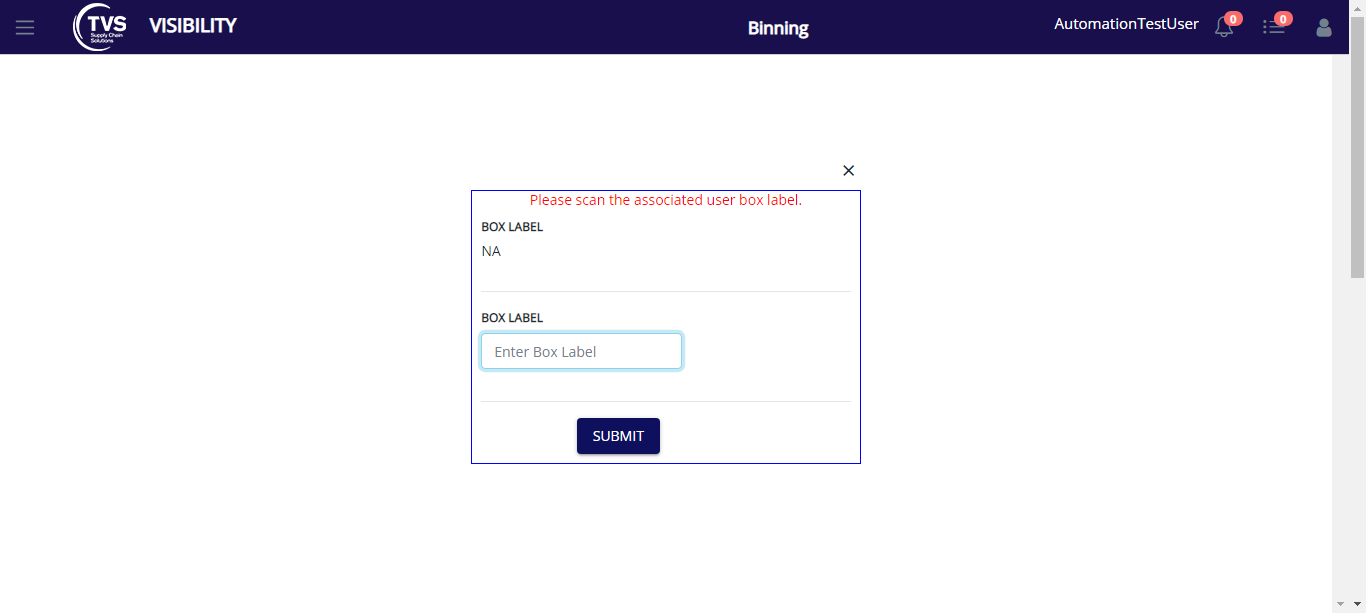 TVS
Supply Chain
Solutions
VISIBILITY
Binning
AutomationTestUser
0
0
Please scan the associated user box label.
BOX LABEL
NA
BOX LABEL
Enter Box Label
SUBMIT